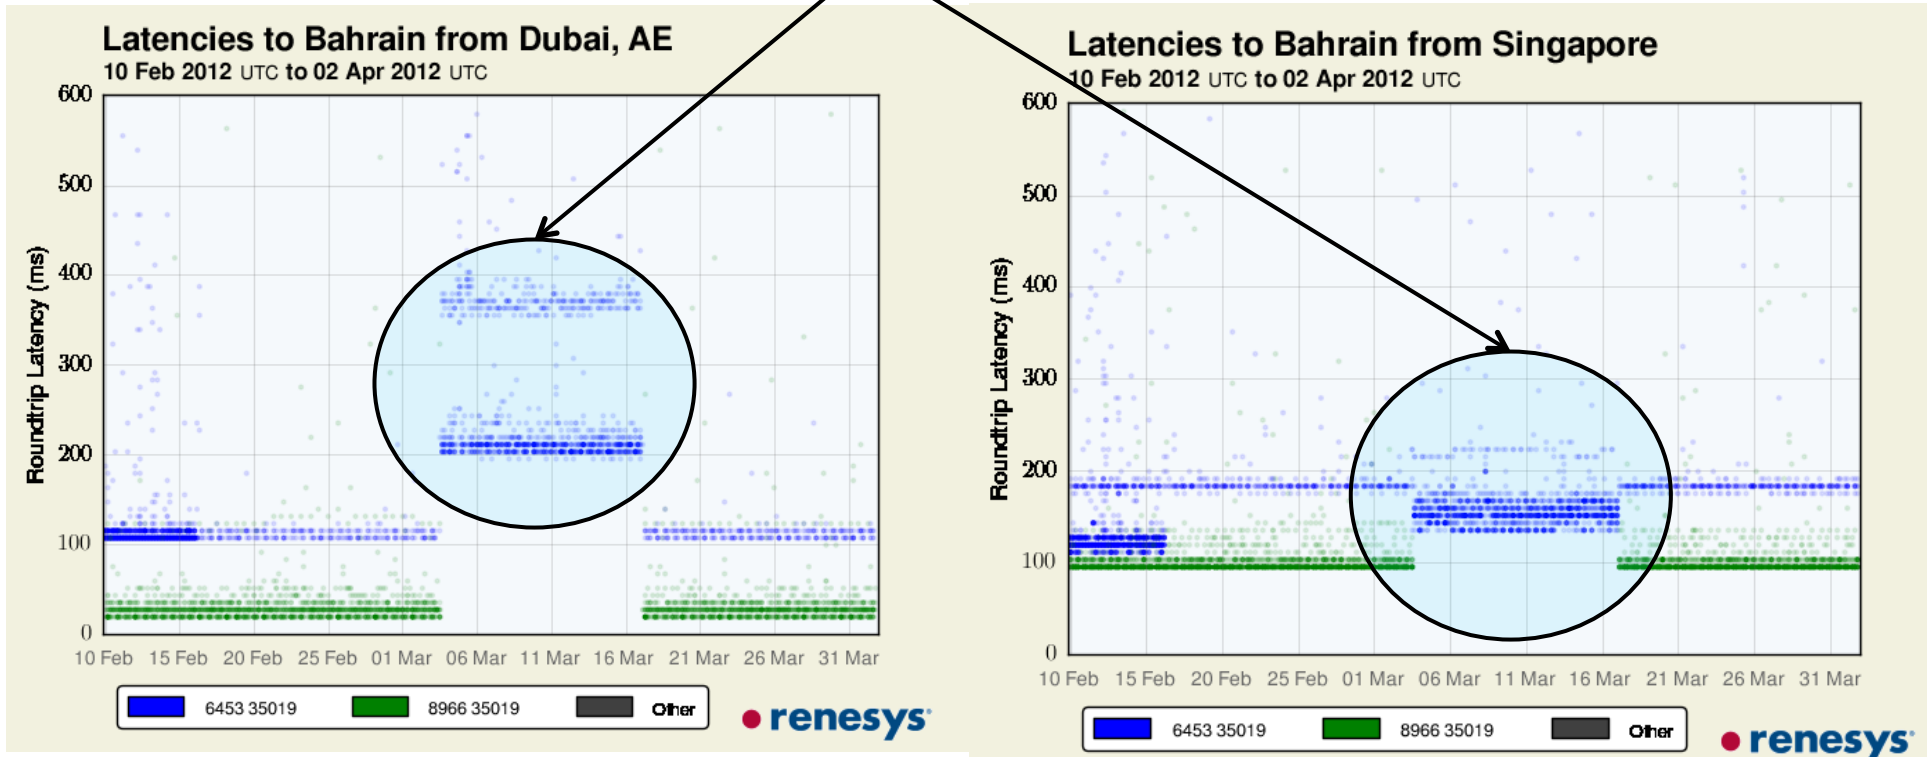 Latencies to Bahrain from Dubai, AE
10 Feb 2012 UTC to 02 Apr 2012 UTC
Roundtrip Latency (ms)
600
500
400
300
200
100
0
10 Feb 15 Feb 20 Feb 25 Feb 01 Mar 06 Mar 11 Mar 16 Mar 21 Mar 26 Mar 31 Mar
6453 35019 8966 35019 Other
renesys
Latencies to Bahrain from Singapore
10 Feb 2012 UTC to 02 Apr 2012 UTC
Roundtrip Latency (ms)
600
500
400
300
200
100
0
10 Feb 15 Feb 20 Feb 25 Feb 01 Mar 06 Mar 11 Mar 16 Mar 21 Mar 26 Mar 31 Mar
6453 35019 8966 35019 Other
renesys